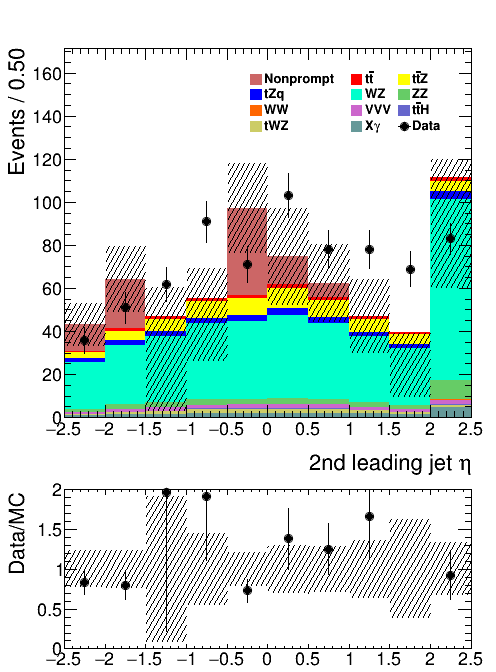 Events / 0.50
160
140
120
100
80
60
40
20
0
Nonprompt tt̄ tt̄Z
tZq WZ ZZ
WW VVV tt̄H
tWZ Xγ Data
−2.5 −2 −1.5 −1 −0.5 0 0.5 1 1.5 2 2.5
2nd leading jet η
Data/MC
2
1.5
1
0.5
0
−2.5 −2 −1.5 −1 −0.5 0 0.5 1 1.5 2 2.5